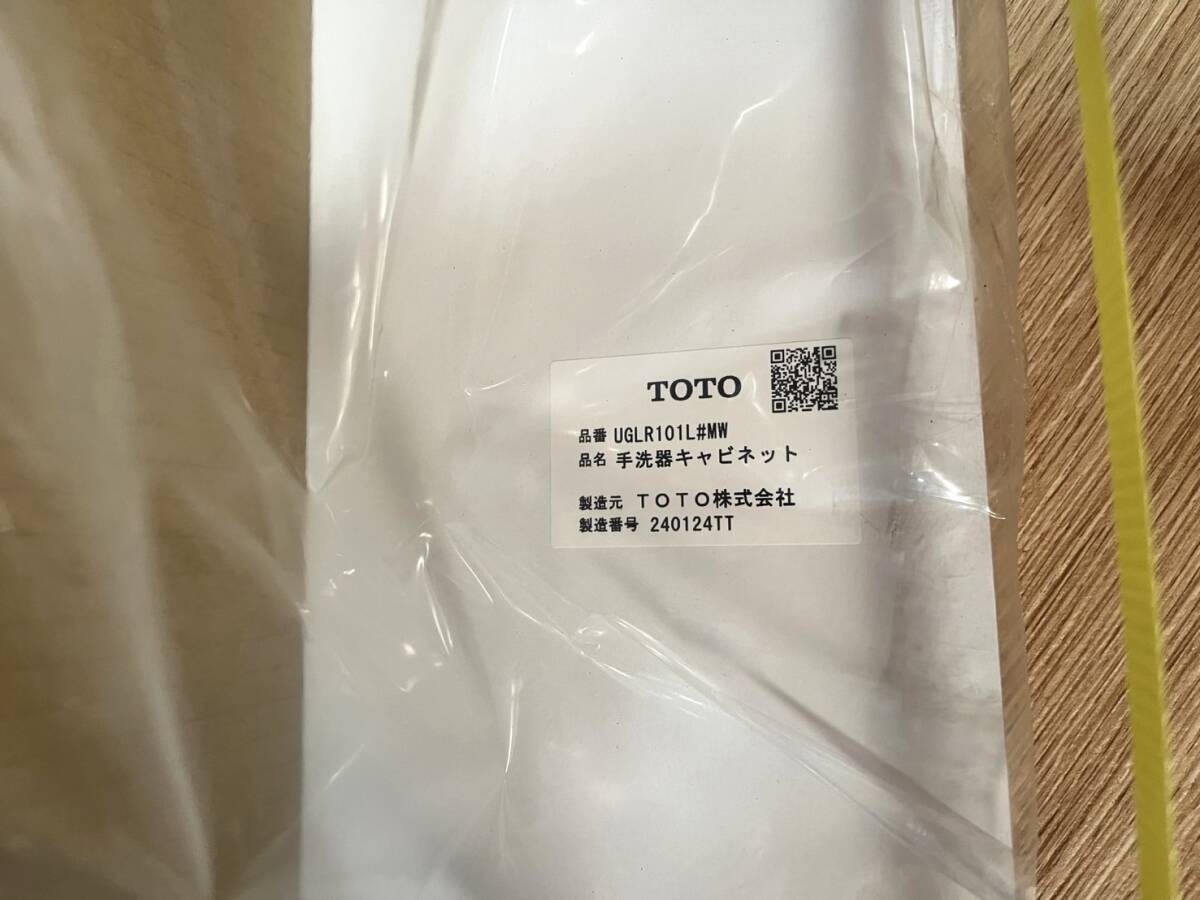 TOTO
品番 UGLR101L#MW
品名 手洗器キャビネット
製造元 TOTO株式会社
製造番号 240124TT